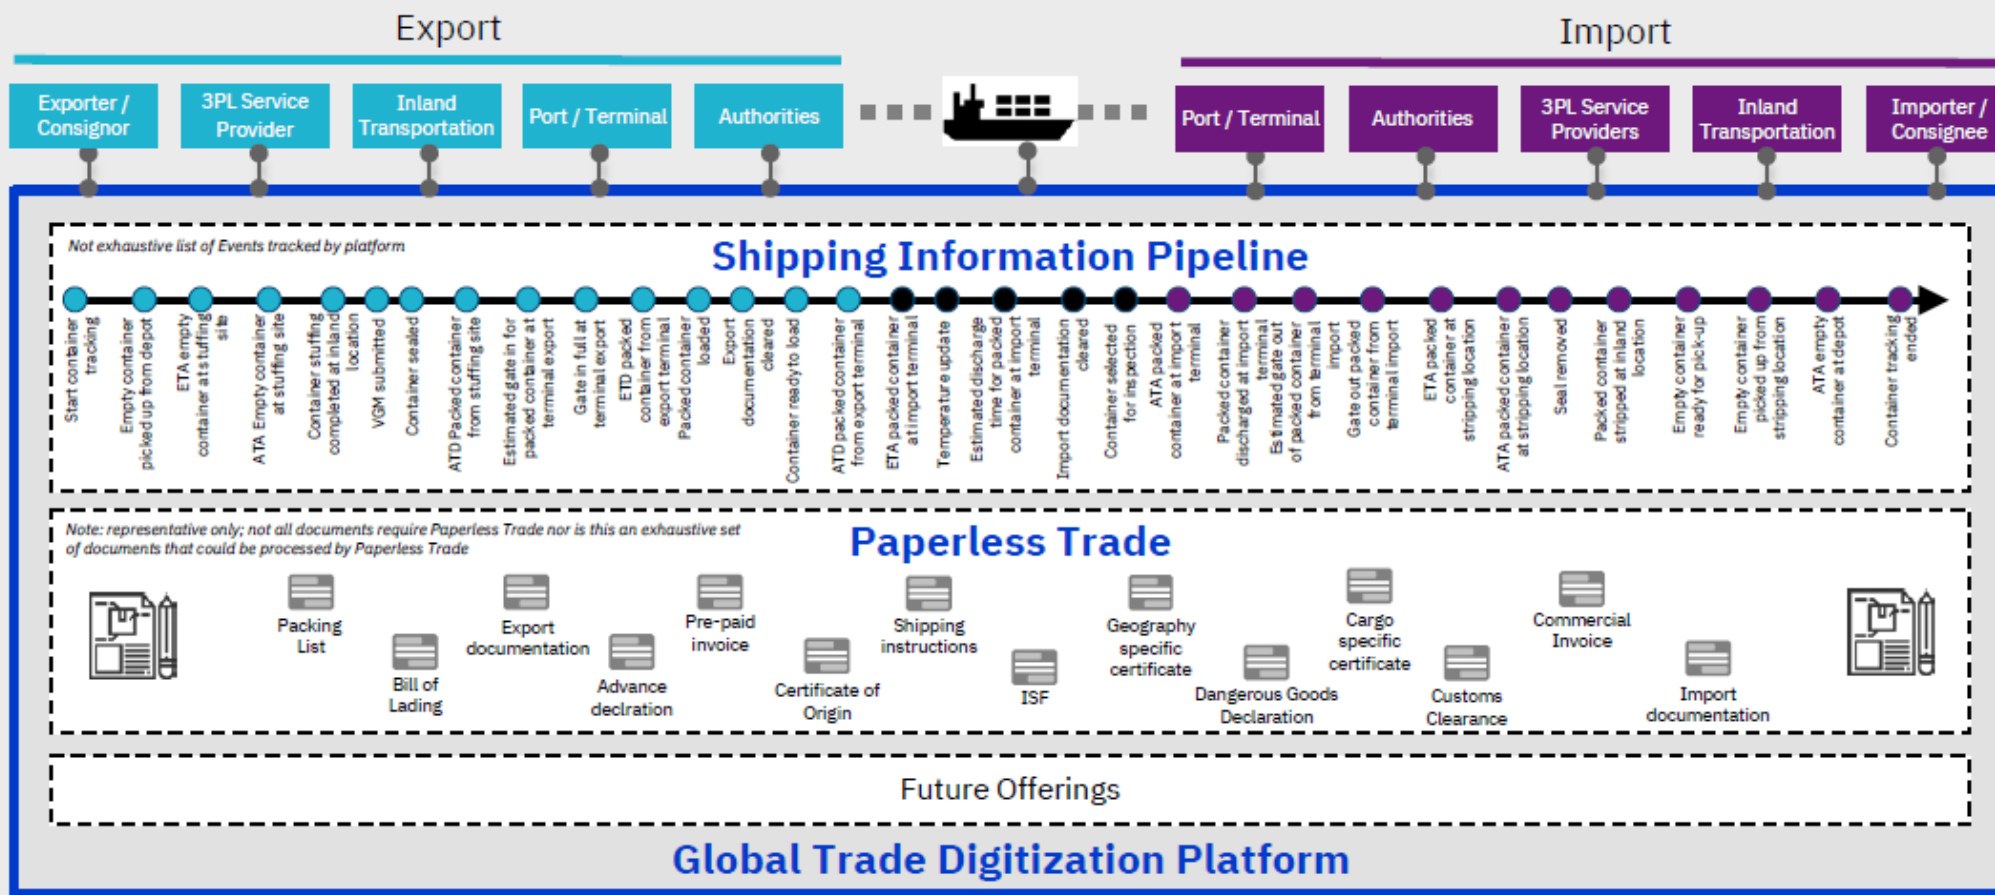 Export
Import
Exporter /
Consignor
3PL Service
Provider
Inland
Transportation
Port / Terminal
Authorities
Port / Terminal
Authorities
3PL Service
Providers
Inland
Transportation
Importer /
Consignee
Not exhaustive list of Events tracked by platform
Shipping Information Pipeline
Start container
tracking
Empty container
picked up from depot
ETA empty
container at stuffing
site
ATA Empty container
at stuffing site
Container stuffing
completed at inland
location
VGM submitted
Container sealed
ATD Packed container
from stuffing site
Estimated gate in for
packed container at
terminal export
Gate in full at
terminal export
ETD packed
container from
export terminal
Packed container
loaded
Export
documentation
cleared
Container ready to load
ATD packed container
from export terminal
ETA packed container
at import terminal
Temperature update
Estimated discharge
time for packed
container at import
terminal
Import documentation
cleared
Container selected
for inspection
ATA packed
container at import
terminal
Packed container
discharged at import
terminal
Estimated gate out
of packed container
from terminal
import
Gate out packed
container from
terminal import
ETA packed
container at
stripping location
ATA packed container
at stripping location
Seal removed
Packed container
stripped at inland
location
Empty container
ready for pick-up
Empty container
picked up from
stripping location
ATA empty
container at depot
Container tracking
ended
Note: representative only; not all documents require Paperless Trade nor is this an exhaustive set
of documents that could be processed by Paperless Trade
Paperless Trade
Packing
List
Bill of
Lading
Export
documentation
Advance
declration
Pre-paid
invoice
Certificate of
Origin
Shipping
instructions
ISF
Geography
specific
certificate
Dangerous Goods
Declaration
Cargo
specific
certificate
Customs
Clearance
Commercial
Invoice
Import
documentation
Future Offerings
Global Trade Digitization Platform